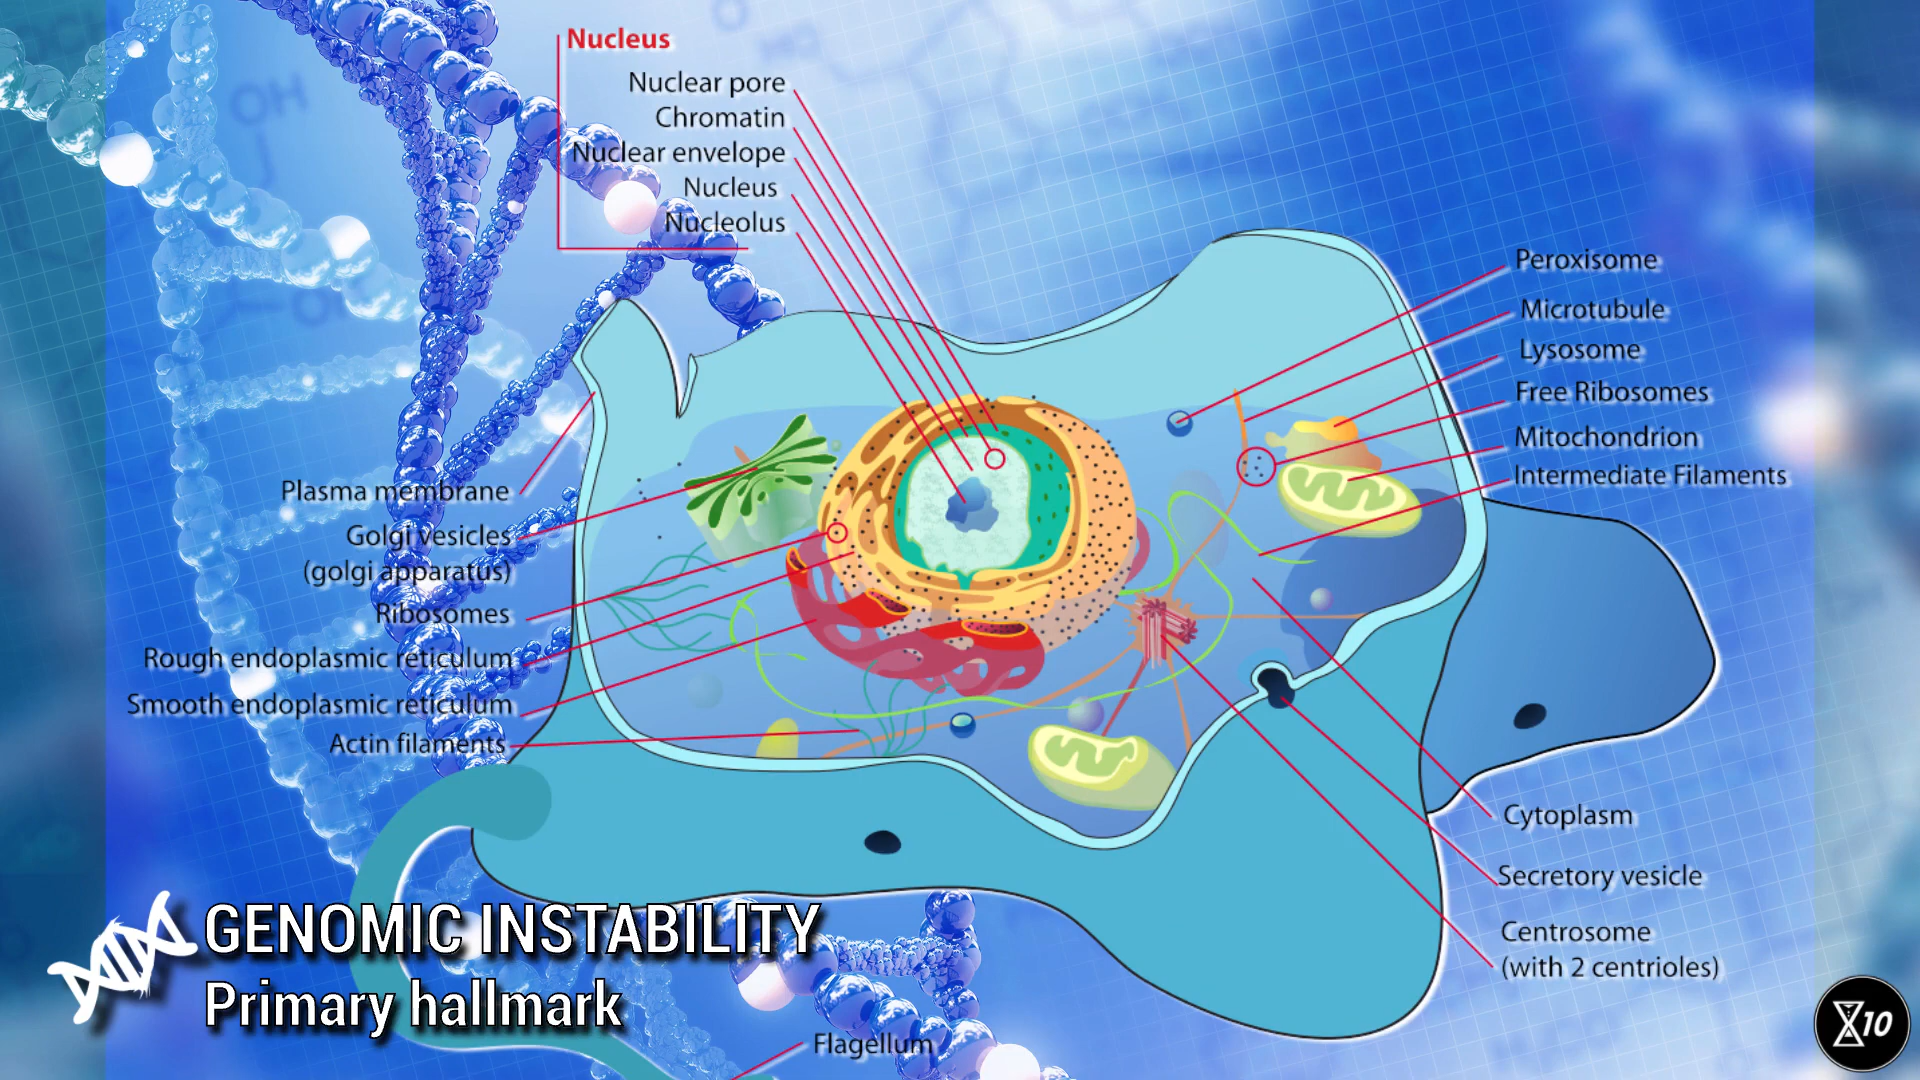 Nucleus
Nuclear pore
Chromatin
Nuclear envelope
Nucleus
Nucleolus
Plasma membrane
Golgi vesicles
(golgi apparatus)
Ribosomes
Rough endoplasmic reticulum
Smooth endoplasmic reticulum
Actin filaments
Peroxisome
Microtubule
Lysosome
Free Ribosomes
Mitochondrion
Intermediate Filaments
Cytoplasm
Secretory vesicle
Centrosome
(with 2 centrioles)
Flagellum
GENOMIC INSTABILITY
Primary hallmark
OH
X10